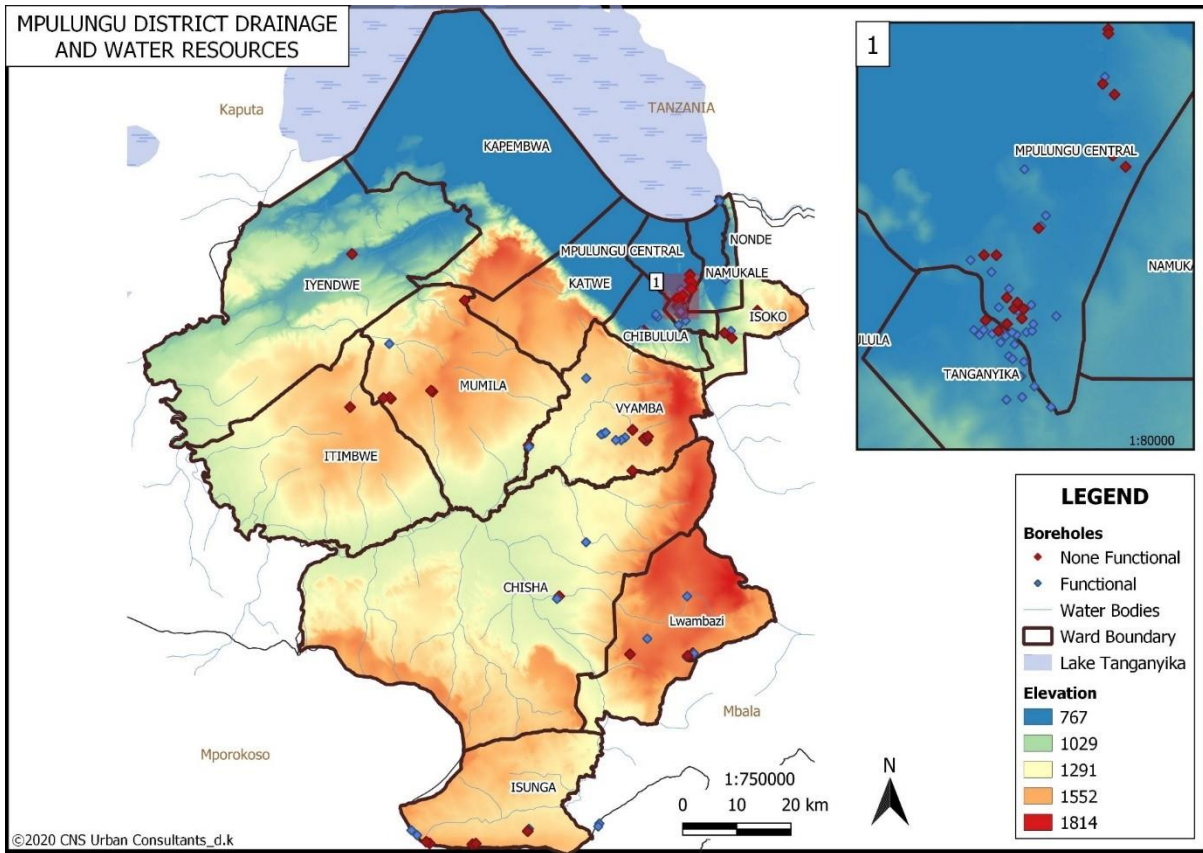 MPULUNGU DISTRICT DRAINAGE
AND WATER RESOURCES
Kaputa
TANZANIA
KAPEMBWA
MPULUNGU CENTRAL
NONDE
NAMUKALE
KATWE
IYENDWE
1
ISOKO
CHIBULULA
MUMILA
VYAMBA
ITIMBWE
CHISHA
Lwambazi
Mbala
Mporokoso
ISUNGA
1:750000
0 10 20 km
N
©2020 CNS Urban Consultants_d.k
1
MPULUNGU CENTRAL
NAMUKA
ULULA
TANGANYIKA
1:80000
LEGEND
Boreholes
None Functional
Functional
Water Bodies
Ward Boundary
Lake Tanganyika
Elevation
767
1029
1291
1552
1814